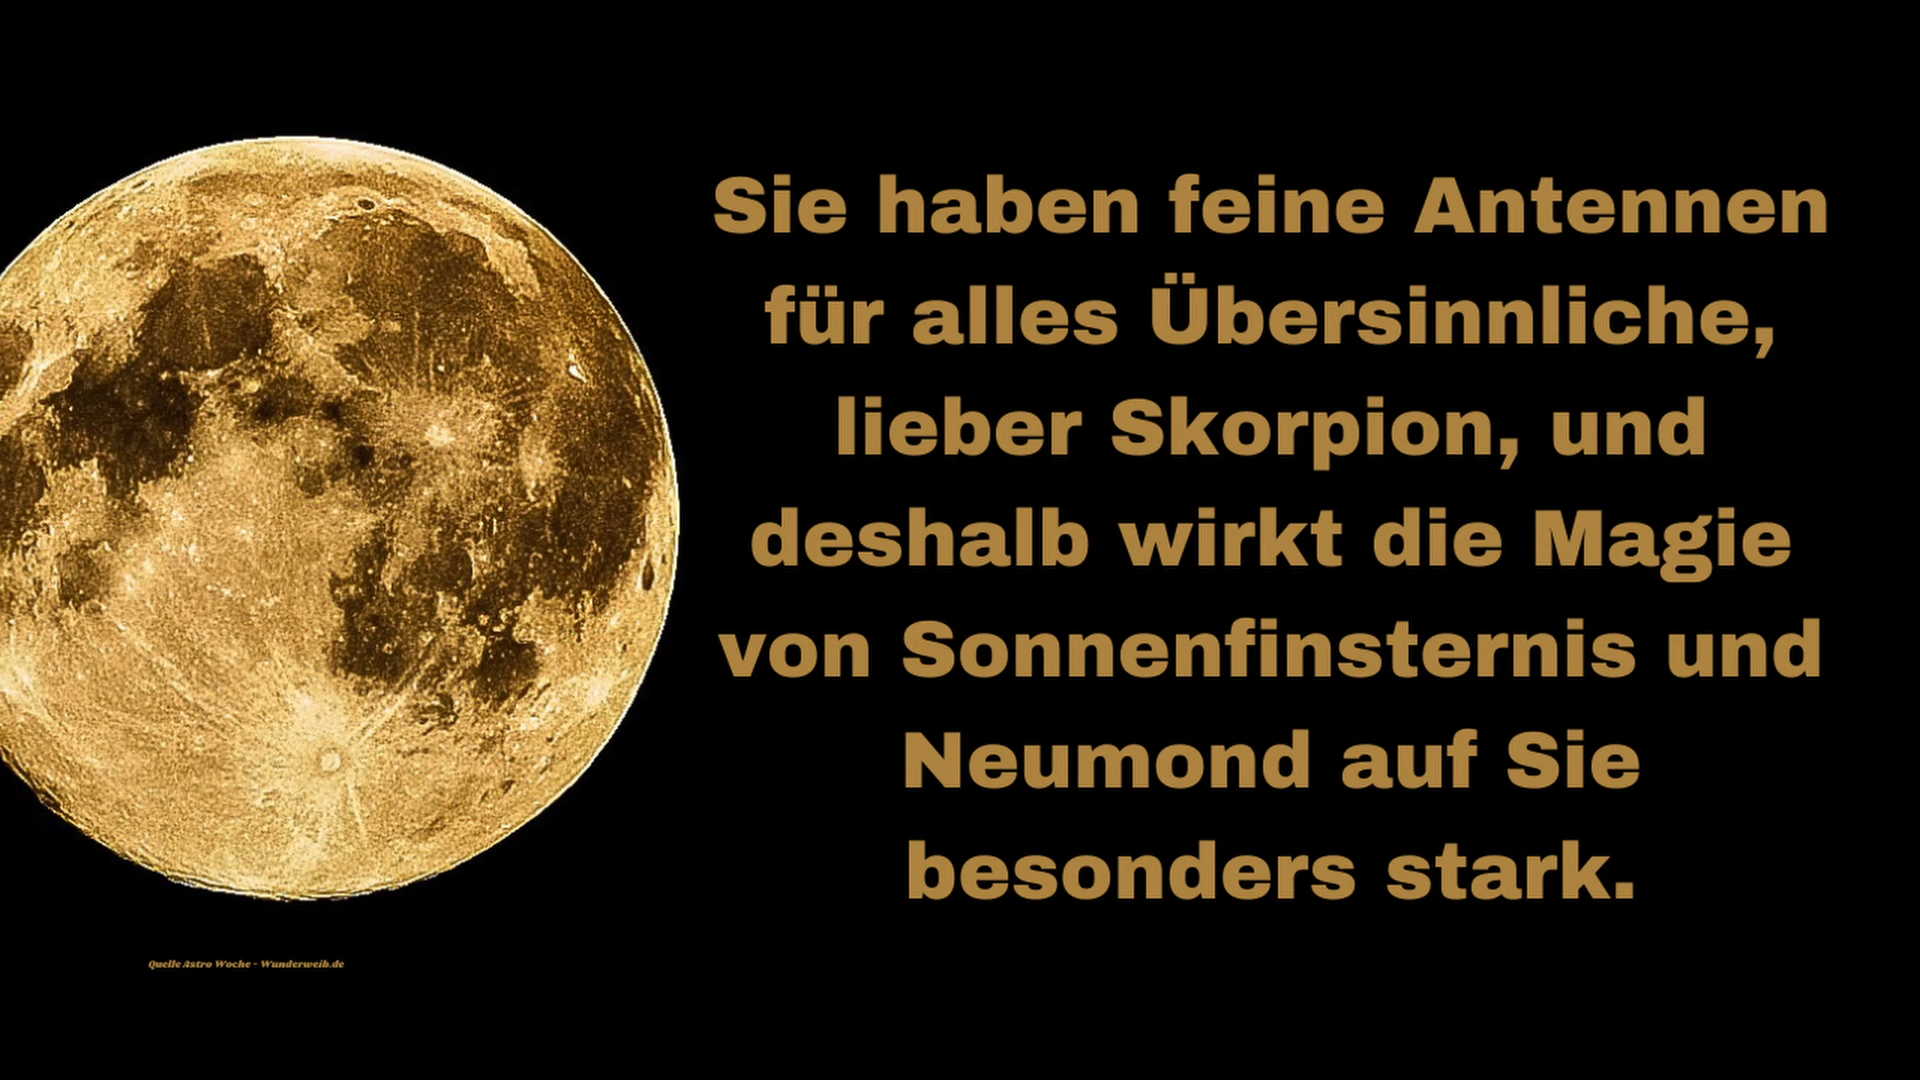 Sie haben feine Antennen
für alles Übersinnliche,
lieber Skorpion, und
deshalb wirkt die Magie
von Sonnenfinsternis und
Neumond auf Sie
besonders stark.
Quelle Astro Woche - Wunderweib.de